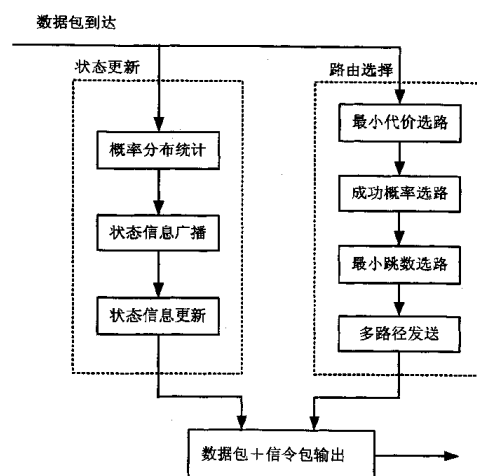 数据包到达
状态更新
路由选择
概率分布统计
状态信息广播
状态信息更新
最小代价选路
成功概率选路
最小跳数选路
多路径发送
数据包＋信令包输出